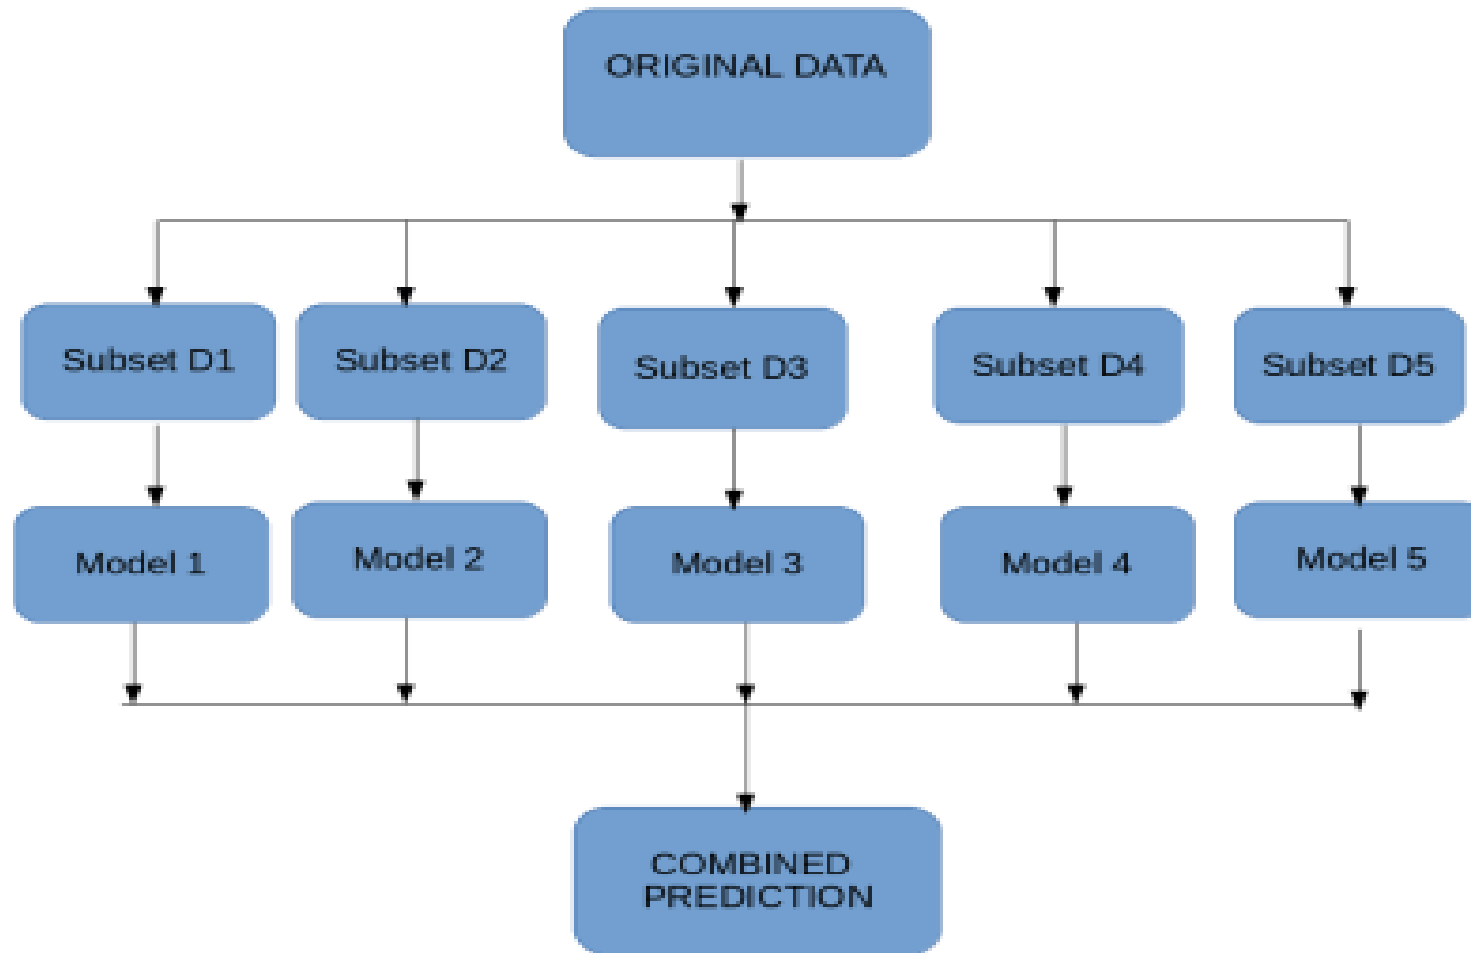 ORIGINAL DATA
Subset D1
Subset D2
Subset D3
Subset D4
Subset D5
Model 1
Model 2
Model 3
Model 4
Model 5
COMBINED
PREDICTION